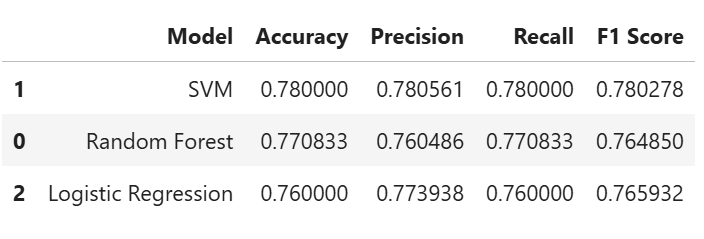 Model Accuracy Precision Recall F1 Score
1 SVM 0.780000 0.780561 0.780000 0.780278
0 Random Forest 0.770833 0.760486 0.770833 0.764850
2 Logistic Regression 0.760000 0.773938 0.760000 0.765932